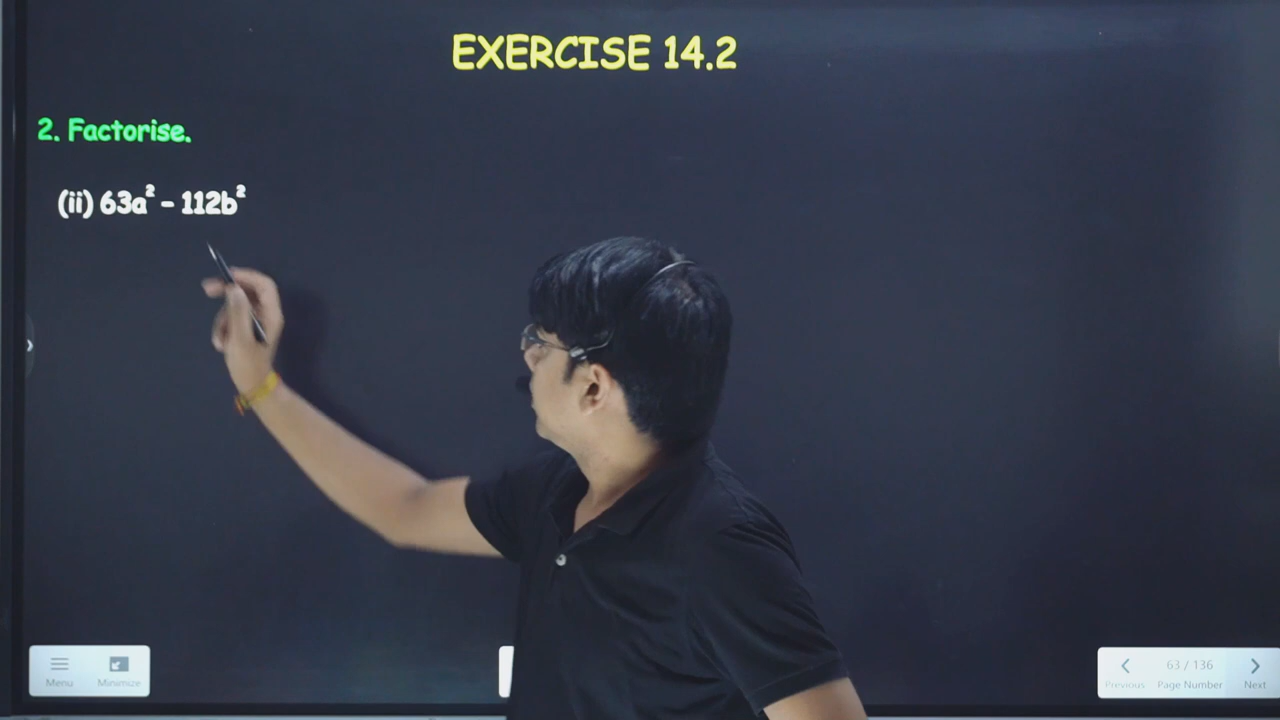 EXERCISE 14.2
2. Factorise.
(ii) 63a² - 112b²
Menu
Minimize
Previous
63 / 136
Page Number
Next